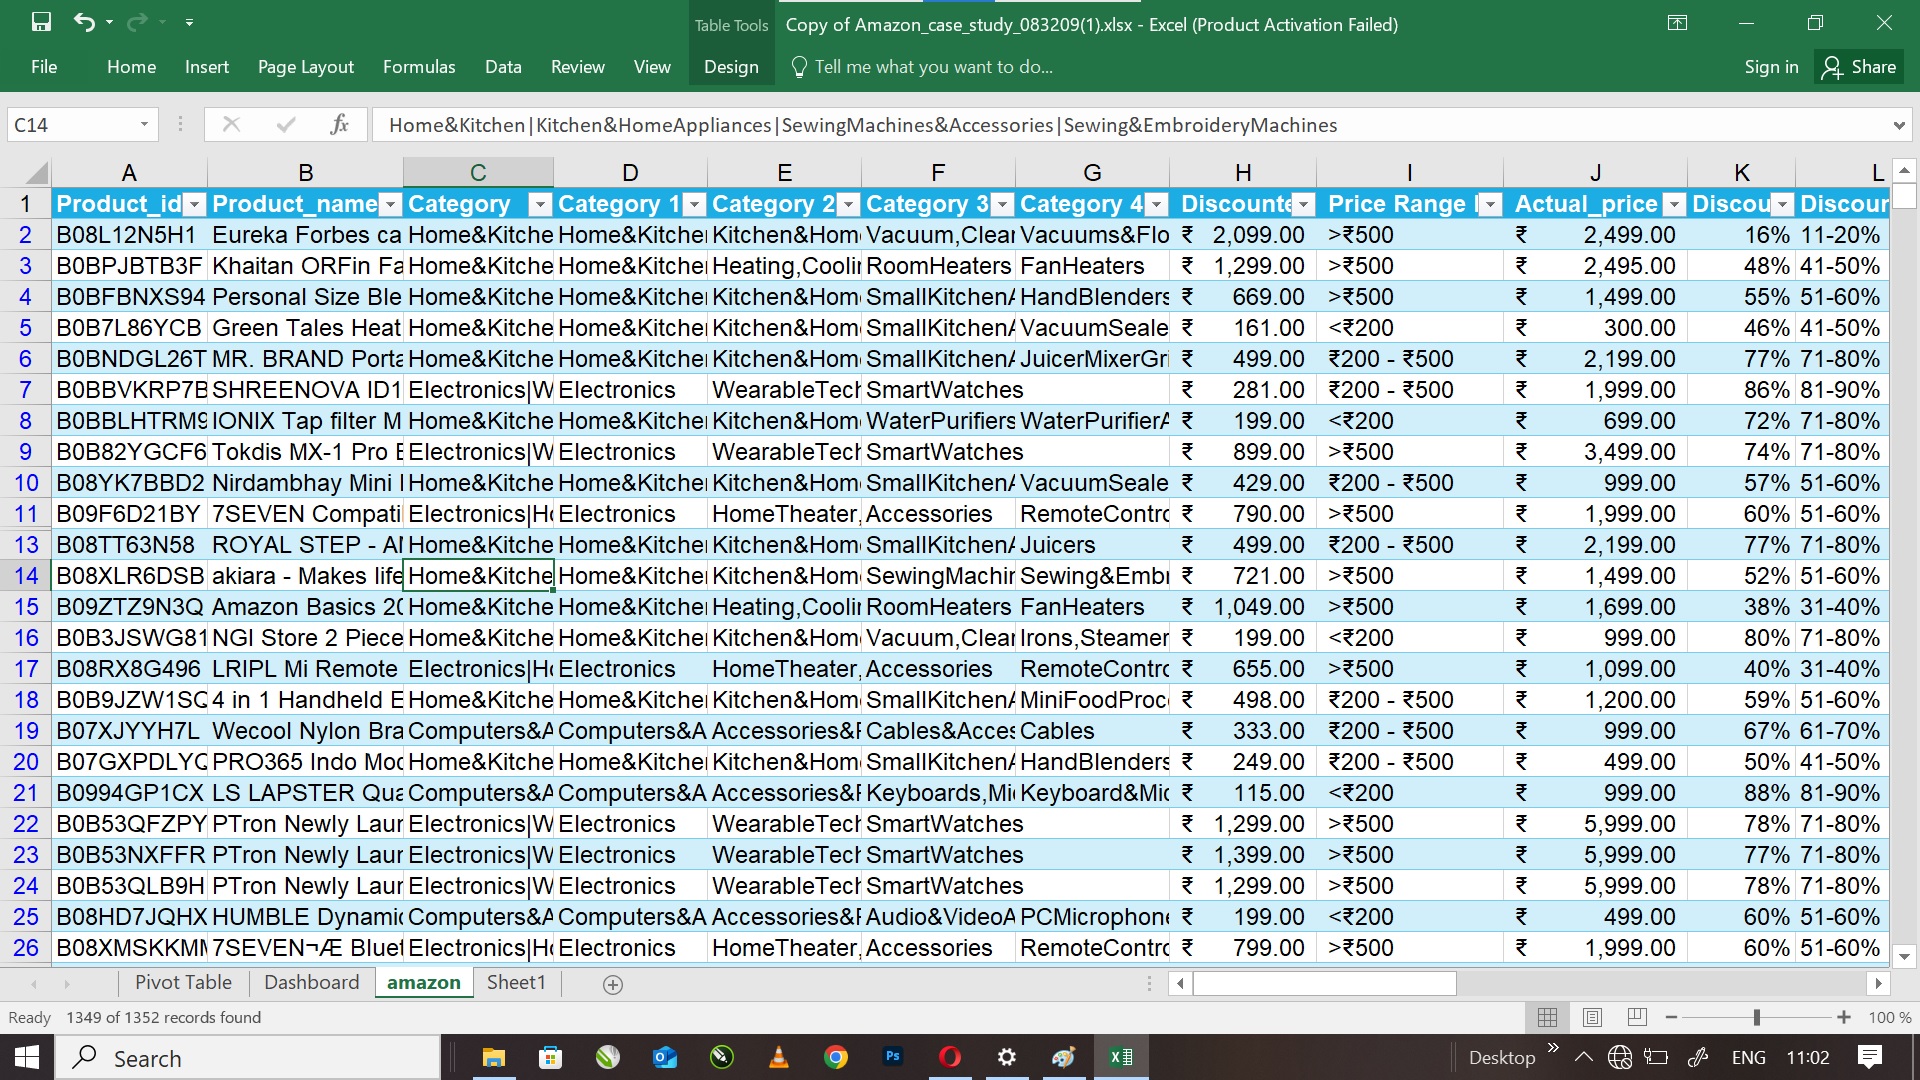 Table Tools Copy of Amazon_case_study_083209(1).xlsx - Excel (Product Activation Failed)
File Home Insert Page Layout Formulas Data Review View Design Tell me what you want to do... Sign in Share
C14 fx Home&Kitchen|Kitchen&HomeAppliances|SewingMachines&Accessories|Sewing&EmbroideryMachines
A B C D E F G H I J K L
1 Product_id Product_name Category Category 1 Category 2 Category 3 Category 4 Discounte Price Range Actual_price Discou Discour
2 B08L12N5H1 Eureka Forbes ca Home&Kitche Home&Kitche Kitchen&Hom Vacuum,Clear Vacuums&Flo ₹ 2,099.00 >₹500 ₹ 2,499.00 16% 11-20%
3 B0BPJBTB3F Khaitan ORFin Fa Home&Kitche Home&Kitche Heating,Coolin RoomHeaters FanHeaters ₹ 1,299.00 >₹500 ₹ 2,495.00 48% 41-50%
4 B0BFBNXS94 Personal Size Ble Home&Kitche Home&Kitche Kitchen&Hom SmallKitchenA HandBlenders ₹ 669.00 >₹500 ₹ 1,499.00 55% 51-60%
5 B0B7L86YCB Green Tales Heat Home&Kitche Home&Kitche Kitchen&Hom SmallKitchenA VacuumSeale ₹ 161.00 <₹200 ₹ 300.00 46% 41-50%
6 B0BNDGL26T MR. BRAND Porta Home&Kitche Home&Kitche Kitchen&Hom SmallKitchenA JuicerMixerGri ₹ 499.00 ₹200 - ₹500 ₹ 2,199.00 77% 71-80%
7 B0BBVKRP7B SHREENOVA ID1 Electronics|W Electronics WearableTech SmartWatches ₹ 281.00 ₹200 - ₹500 ₹ 1,999.00 86% 81-90%
8 B0BBLHTRM9 IONIX Tap filter M Home&Kitche Home&Kitche Kitchen&Hom WaterPurifiers WaterPurifierA ₹ 199.00 <₹200 ₹ 699.00 72% 71-80%
9 B0B82YGCF6 Tokdis MX-1 Pro E Electronics|W Electronics WearableTech SmartWatches ₹ 899.00 >₹500 ₹ 3,499.00 74% 71-80%
10 B08YK7BBD2 Nirdambhay Mini Home&Kitche Home&Kitche Kitchen&Hom SmallKitchenA VacuumSeale ₹ 429.00 ₹200 - ₹500 ₹ 999.00 57% 51-60%
11 B09F6D21BY 7SEVEN Compati Electronics|Ho Electronics HomeTheater, Accessories RemoteContro ₹ 790.00 >₹500 ₹ 1,999.00 60% 51-60%
13 B08TT63N58 ROYAL STEP - AM Home&Kitche Home&Kitche Kitchen&Hom SmallKitchenA Juicers ₹ 499.00 ₹200 - ₹500 ₹ 2,199.00 77% 71-80%
14 B08XLR6DSB akiara - Makes life Home&Kitche Home&Kitche Kitchen&Hom SewingMachin Sewing&Embr ₹ 721.00 >₹500 ₹ 1,499.00 52% 51-60%
15 B09ZTZ9N3Q Amazon Basics 20 Home&Kitche Home&Kitche Heating,Coolin RoomHeaters FanHeaters ₹ 1,049.00 >₹500 ₹ 1,699.00 38% 31-40%
16 B0B3JSWG81 NGI Store 2 Piece Home&Kitche Home&Kitche Kitchen&Hom Vacuum,Clear Irons,Steamer ₹ 199.00 <₹200 ₹ 999.00 80% 71-80%
17 B08RX8G496 LRIPL Mi Remote Electronics|Ho Electronics HomeTheater, Accessories RemoteContro ₹ 655.00 >₹500 ₹ 1,099.00 40% 31-40%
18 B0B9JZW1SQ 4 in 1 Handheld E Home&Kitche Home&Kitche Kitchen&Hom SmallKitchenA MiniFoodProc ₹ 498.00 ₹200 - ₹500 ₹ 1,200.00 59% 51-60%
19 B07XJYYH7L Wecool Nylon Bra Computers&A Computers&A Accessories&P Cables&Acces Cables ₹ 333.00 ₹200 - ₹500 ₹ 999.00 67% 61-70%
20 B07GXPDLYQ PRO365 Indo Moc Home&Kitche Home&Kitche Kitchen&Hom SmallKitchenA HandBlenders ₹ 249.00 ₹200 - ₹500 ₹ 499.00 50% 41-50%
21 B0994GP1CX LS LAPSTER Qua Computers&A Computers&A Accessories&P Keyboards,Mi Keyboard&Mic ₹ 115.00 <₹200 ₹ 999.00 88% 81-90%
22 B0B53QFZPY PTron Newly Laur Electronics|W Electronics WearableTech SmartWatches ₹ 1,299.00 >₹500 ₹ 5,999.00 78% 71-80%
23 B0B53NXFFR PTron Newly Laur Electronics|W Electronics WearableTech SmartWatches ₹ 1,399.00 >₹500 ₹ 5,999.00 77% 71-80%
24 B0B53QLB9H PTron Newly Laur Electronics|W Electronics WearableTech SmartWatches ₹ 1,299.00 >₹500 ₹ 5,999.00 78% 71-80%
25 B08HD7JQHX HUMBLE Dynamic Computers&A Computers&A Accessories&P Audio&VideoA PCMicrophone ₹ 199.00 <₹200 ₹ 499.00 60% 51-60%
26 B08XMSKKMM 7SEVEN¬Æ Bluet Electronics|Ho Electronics HomeTheater, Accessories RemoteContro ₹ 799.00 >₹500 ₹ 1,999.00 60% 51-60%
Pivot Table Dashboard amazon Sheet1
Ready 1349 of 1352 records found 100 %
Search Ps Desktop ENG 11:02